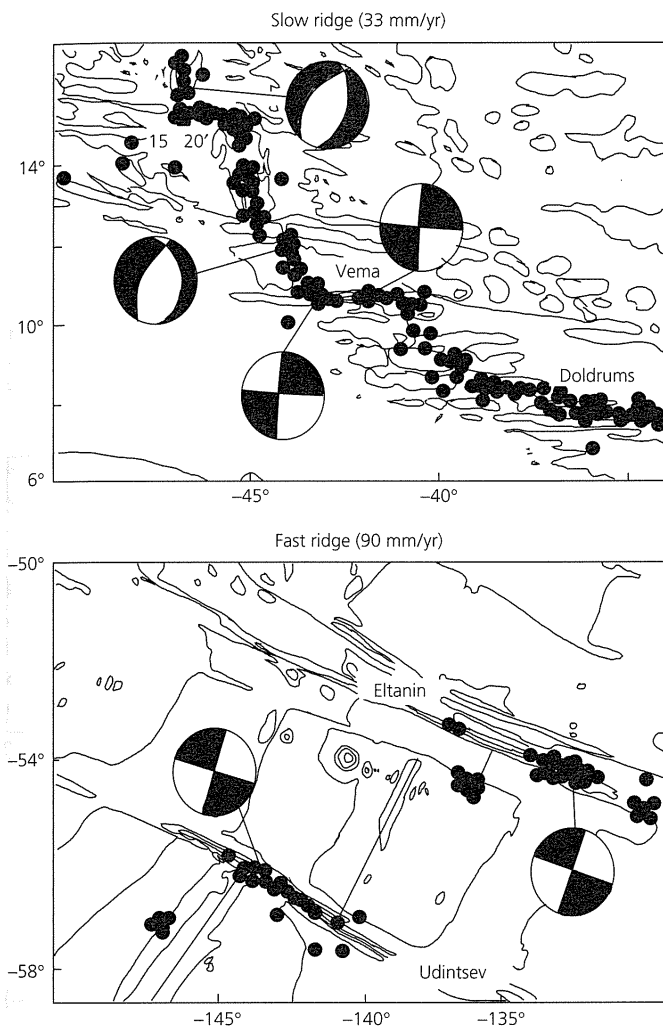 Slow ridge (33 mm/yr)
15 20′
14°
Vema
10°
Doldrums
6°
−45° −40°
Fast ridge (90 mm/yr)
−50°
Eltanin
−54°
−58°
Udintsev
−145° −140° −135°